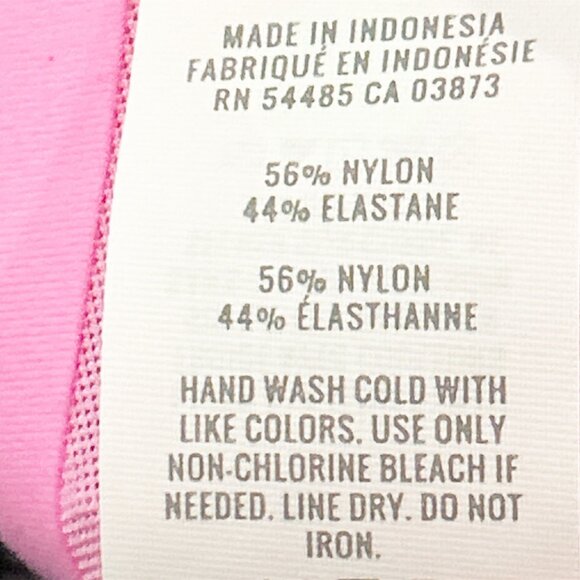 MADE IN INDONESIA
FABRIQUÉ EN INDONÉSIE
RN 54485 CA 03873
56% NYLON
44% ELASTANE
56% NYLON
44% ÉLASTHANNE
HAND WASH COLD WITH
LIKE COLORS. USE ONLY
NON-CHLORINE BLEACH IF
NEEDED. LINE DRY. DO NOT
IRON.